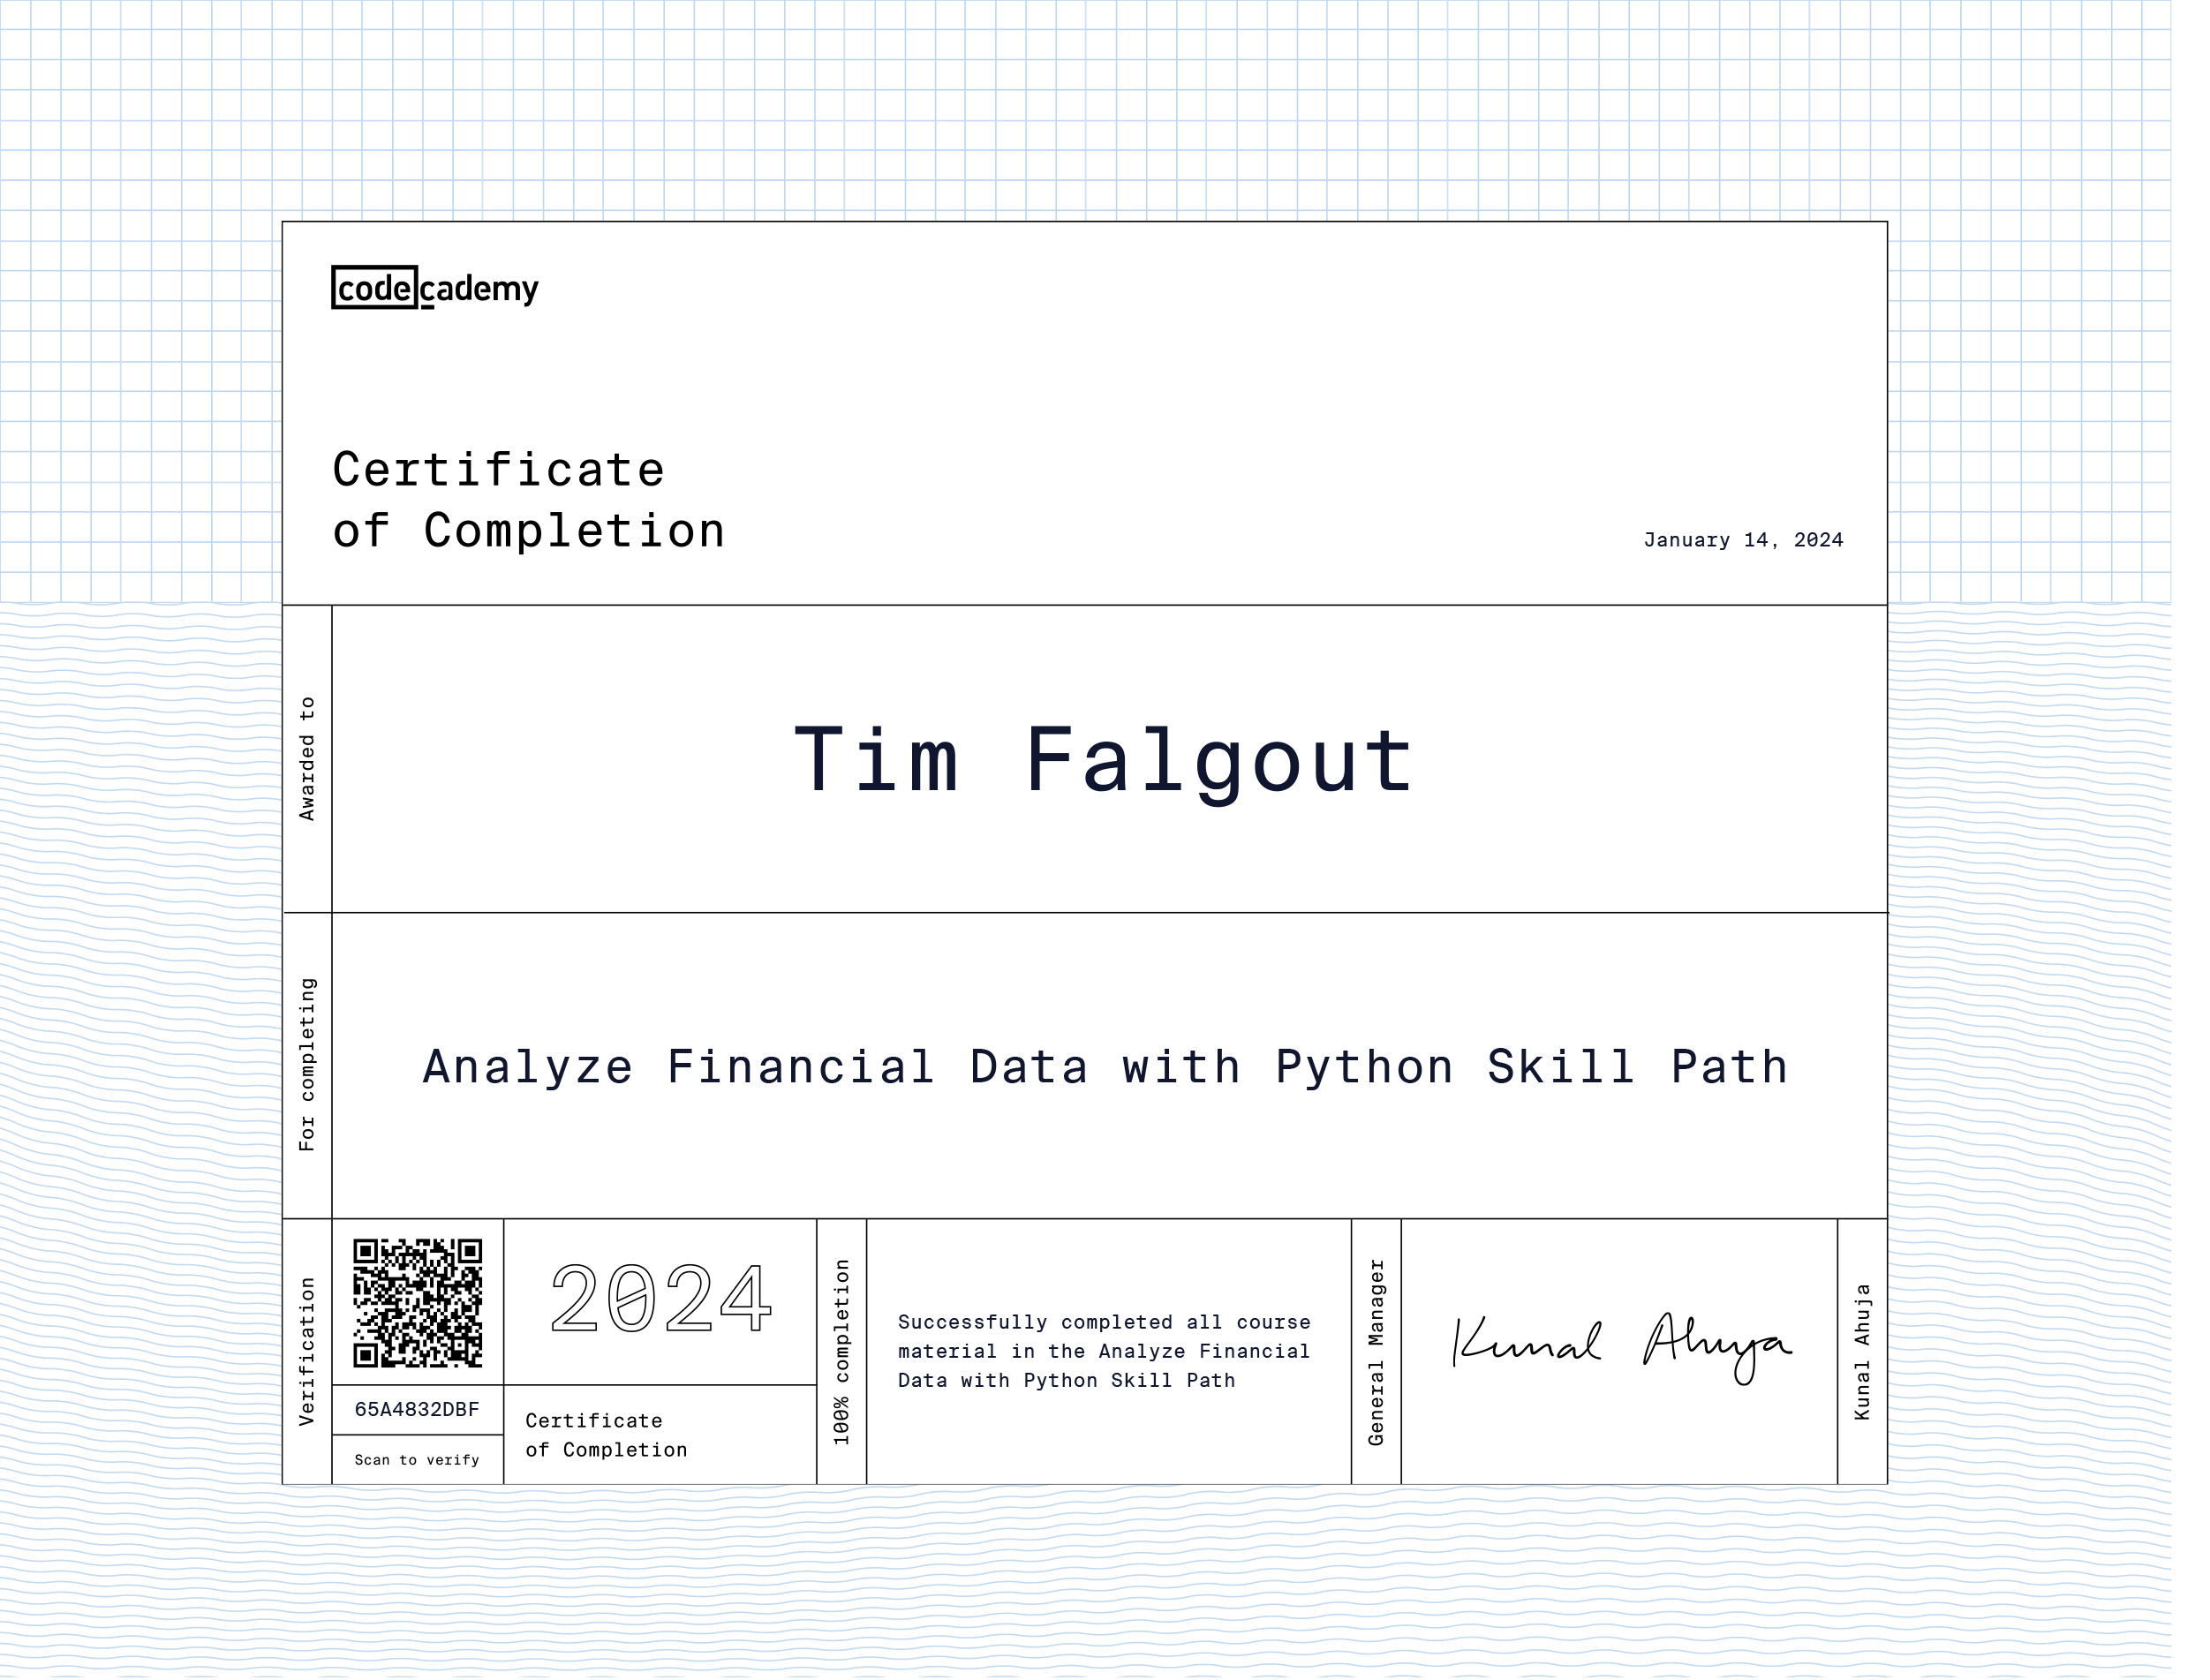 codecademy
Certificate
of Completion
January 14, 2024
Awarded to
Tim Falgout
For completing
Analyze Financial Data with Python Skill Path
Verification
65A4832DBF
Scan to verify
2024
Certificate
of Completion
100% completion
Successfully completed all course
material in the Analyze Financial
Data with Python Skill Path
General Manager
Kunal Ahuja
Kunal Ahuja